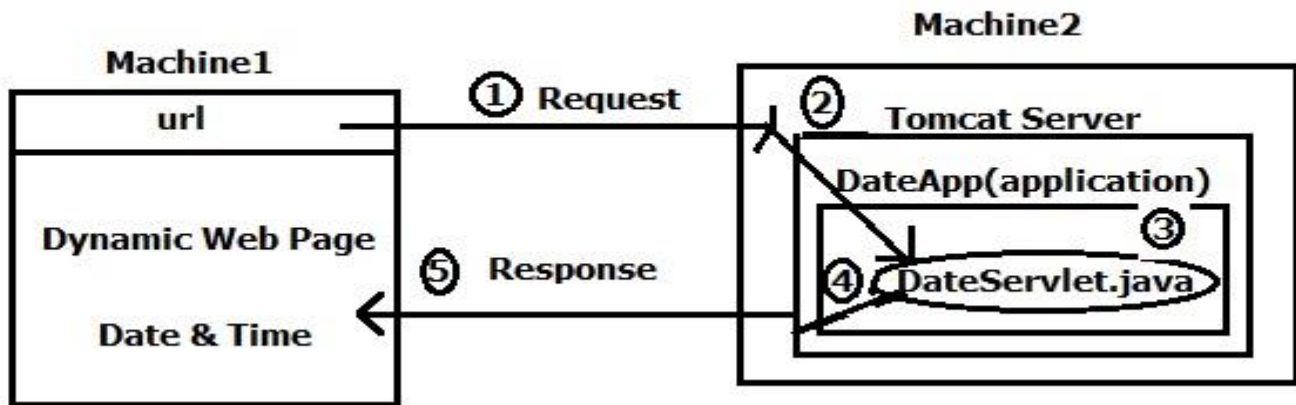 Machine2
Machine1
url
① Request
② Tomcat Server
DateApp(application)
③
Dynamic Web Page
⑤ Response
④ DateServlet.java
Date & Time